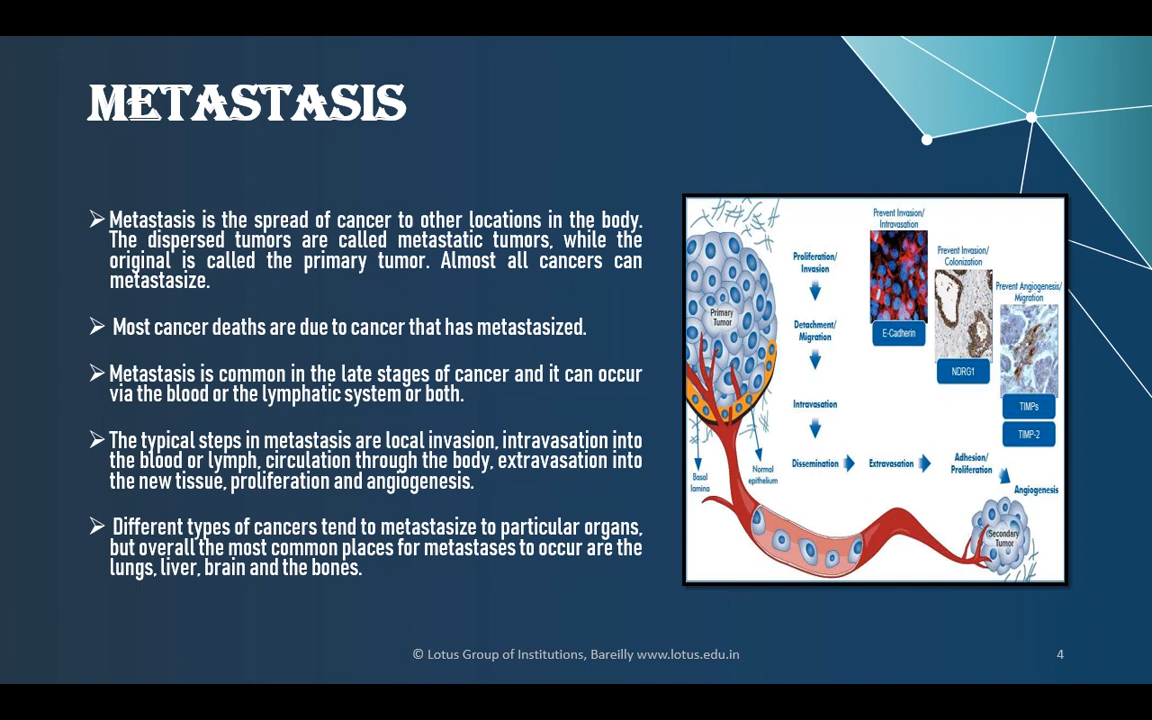 METASTASIS
➢ Metastasis is the spread of cancer to other locations in the body.
The dispersed tumors are called metastatic tumors, while the
original is called the primary tumor. Almost all cancers can
metastasize.
➢ Most cancer deaths are due to cancer that has metastasized.
➢ Metastasis is common in the late stages of cancer and it can occur
via the blood or the lymphatic system or both.
➢ The typical steps in metastasis are local invasion, intravasation into
the blood or lymph, circulation through the body, extravasation into
the new tissue, proliferation and angiogenesis.
➢ Different types of cancers tend to metastasize to particular organs,
but overall the most common places for metastases to occur are the
lungs, liver, brain and the bones.
Primary
Tumor
Basal
lamina
Normal
epithelium
Proliferation/
Invasion
Detachment/
Migration
Intravasation
Dissemination
Extravasation
Adhesion/
Proliferation
Angiogenesis
Secondary
Tumor
Prevent Invasion/
Intravasation
E-Cadherin
Prevent Invasion/
Colonization
NDRG1
Prevent Angiogenesis/
Migration
TIMPs
TIMP-2
© Lotus Group of Institutions, Bareilly www.lotus.edu.in
4